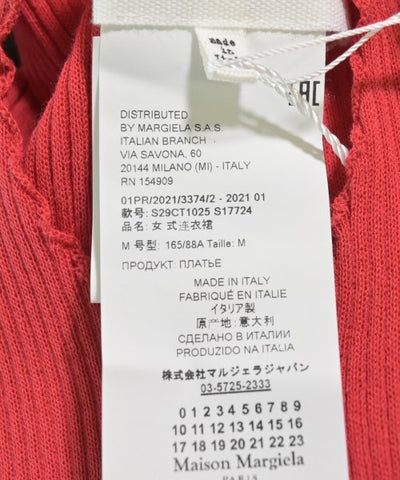 made
in
DISTRIBUTED
BY MARGIELA S.A.S.
ITALIAN BRANCH
VIA SAVONA, 60
20144 MILANO (MI) - ITALY
RN 154909
EAC
01PR/2021/3374/2 - 2021 01
款号: S29CT1025 S17724
品名: 女式连衣裙
M 号型: 165/88A Taille: M
ПРОДУКТ: ПЛАТЬЕ
MADE IN ITALY
FABRIQUÉ EN ITALIE
イタリア製
原产地: 意大利
СДЕЛАНО В ИТАЛИИ
PRODUZIDO NA ITALIA
株式会社マルジェラジャパン
03-5725-2333
0 1 2 3 4 5 6 7 8 9
10 11 12 13 14 15 16
17 18 19 20 21 22 23
Maison Margiela
PARIS